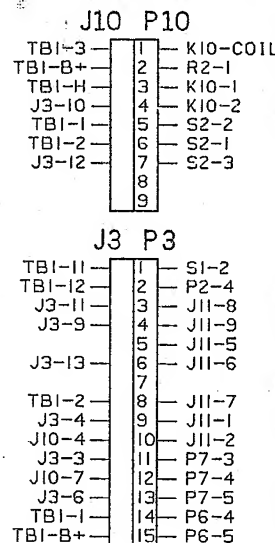 J10 P10
TB1-3 1 K10-COIL
TB1-B+ 2 R2-1
TB1-H 3 K10-1
J3-10 4 K10-2
TB1-1 5 S2-2
TB1-2 6 S2-1
J3-12 7 S2-3
8
9
J3 P3
TB1-11 1 S1-2
TB1-12 2 P2-4
J3-11 3 J11-8
J3-9 4 J11-9
5 J11-5
J3-13 6 J11-6
7
TB1-2 8 J11-7
J3-4 9 J11-1
J10-4 10 J11-2
J3-3 11 P7-3
J10-7 12 P7-4
J3-6 13 P7-5
TB1-1 14 P6-4
TB1-B+ 15 P6-5